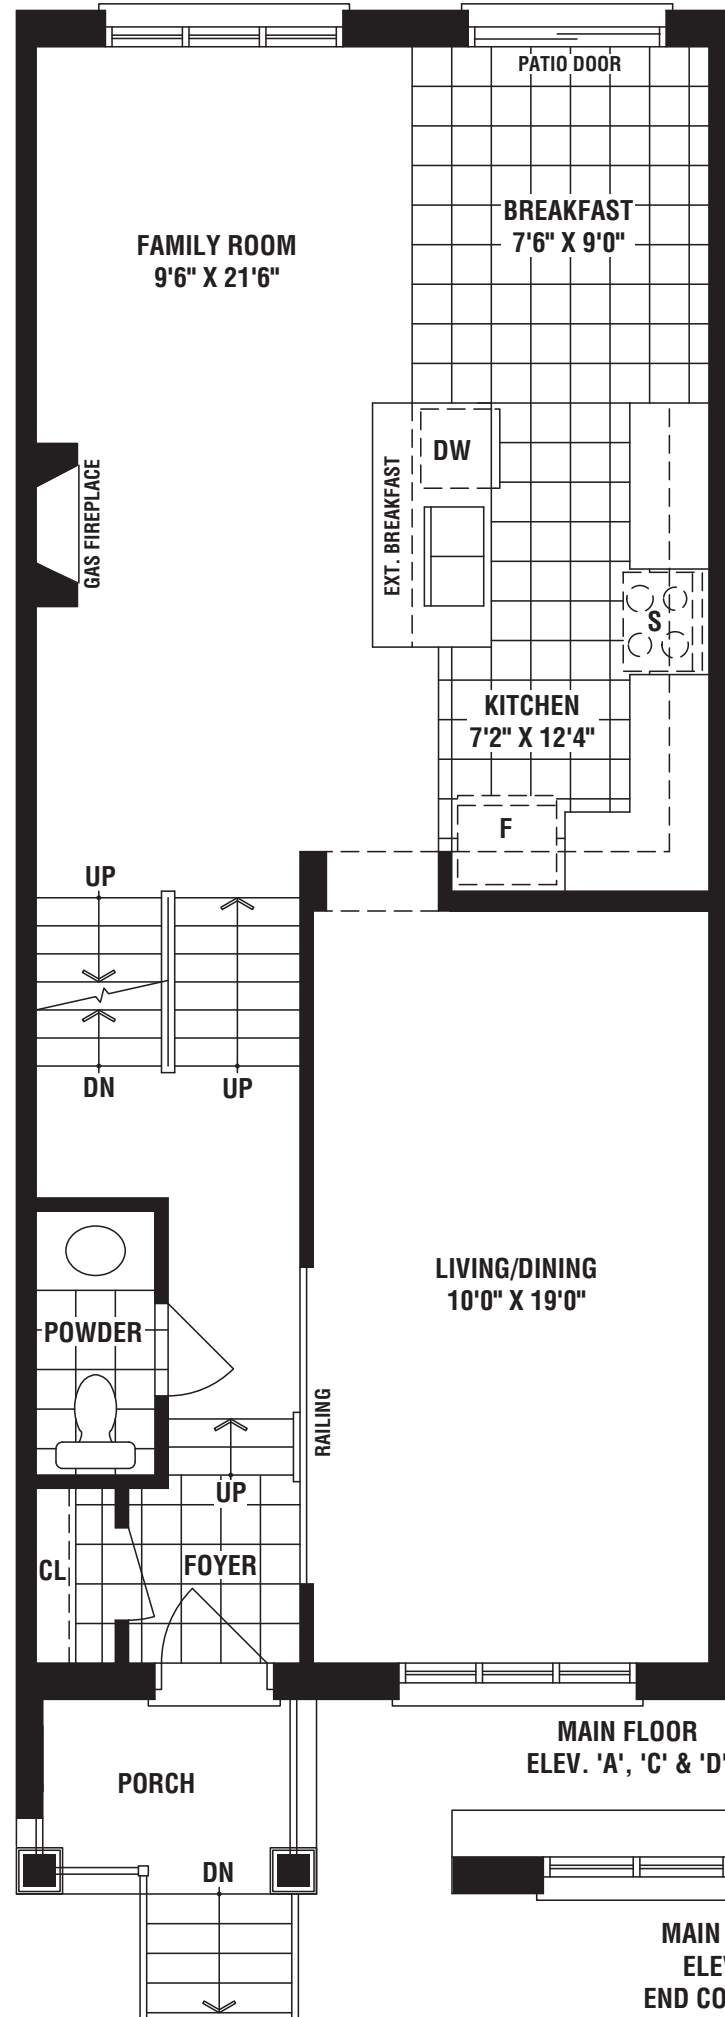 PATIO DOOR
BREAKFAST
7'6" X 9'0"
FAMILY ROOM
9'6" X 21'6"
DW
EXT. BREAKFAST
GAS FIREPLACE
S
KITCHEN
7'2" X 12'4"
F
UP
DN
UP
LIVING/DINING
10'0" X 19'0"
POWDER
RAILING
UP
CL
FOYER
MAIN FLOOR
ELEV. 'A', 'C' & 'D'
PORCH
DN
MAIN
END